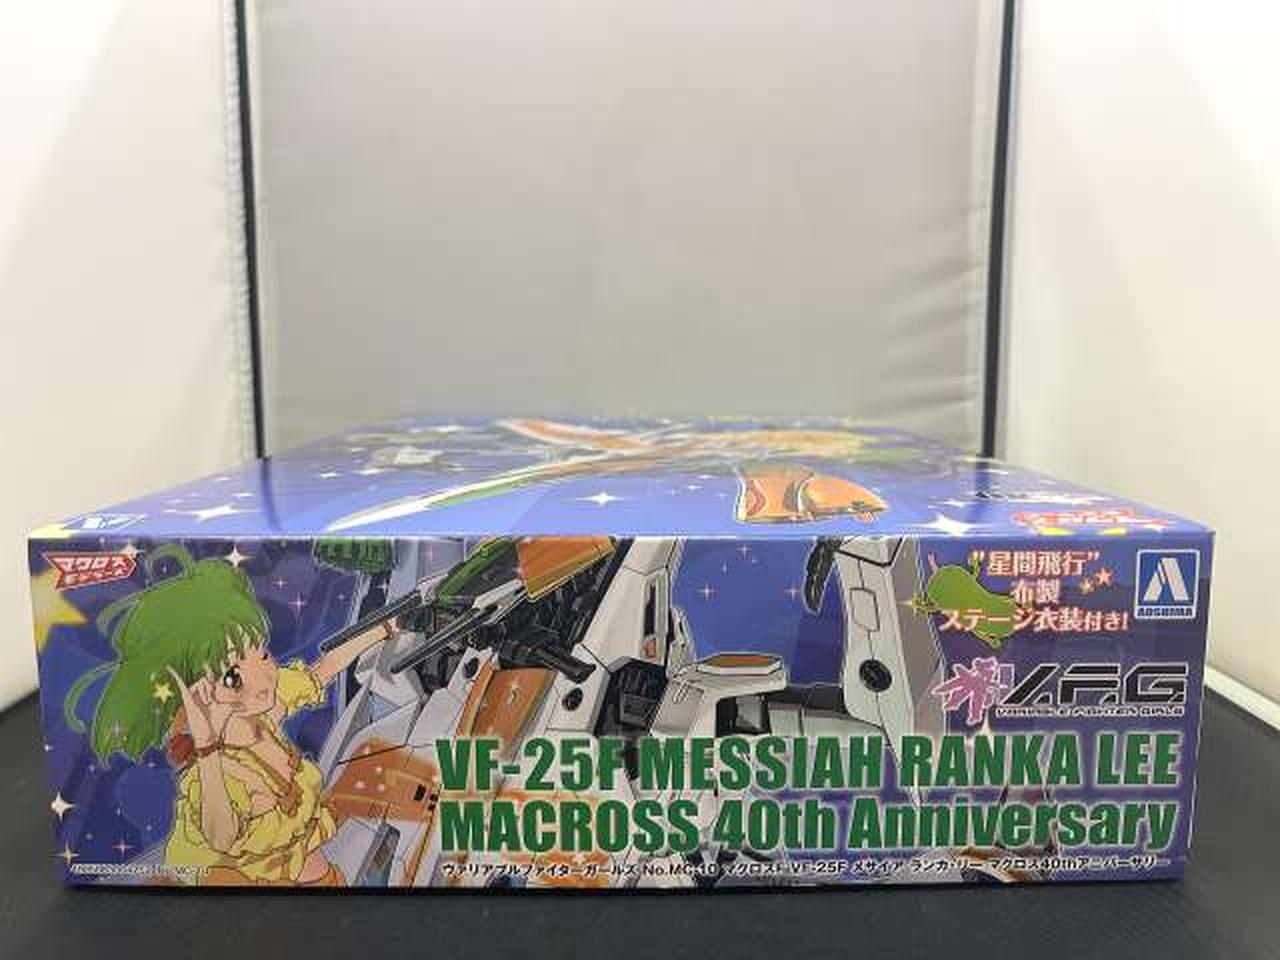 マクロス
モデラーズ
"星間飛行"
布製
ステージ衣装付き!
AOSHIMA
V.F.G
VARIABLE FIGHTER GIRLS
VF-25F MESSIAH RANKA LEE
MACROSS 40th Anniversary
ヴァリアブルファイターガールズ No.MC-10 マクロスF VF-25F メサイア ランカ・リー マクロス40thアニバーサリー